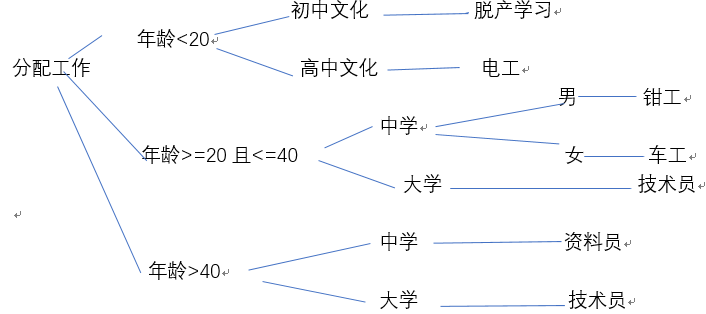 初中文化 脱产学习
年龄<20
分配工作
高中文化 电工
男 钳工
中学
年龄>=20 且<=40
女 车工
大学 技术员
中学 资料员
年龄>40
大学 技术员